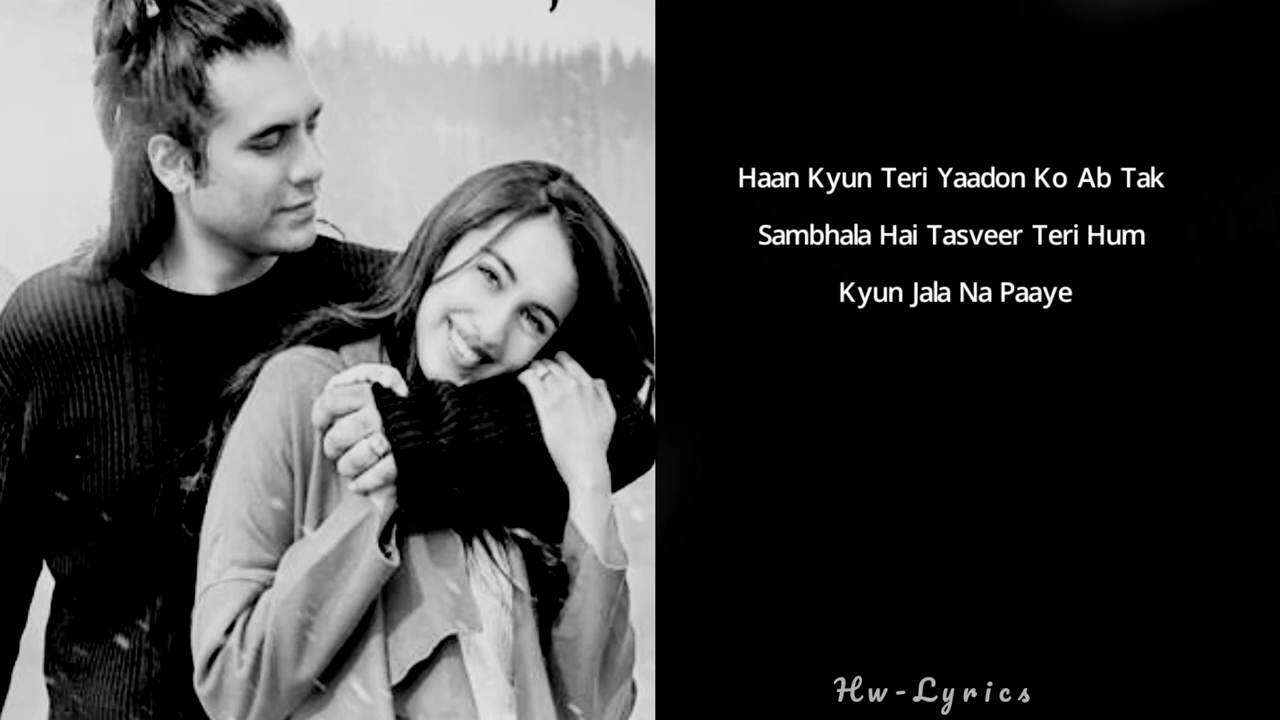 Haan Kyun Teri Yaadon Ko Ab Tak
Sambhala Hai Tasveer Teri Hum
Kyun Jala Na Paaye
Hw-Lyrics